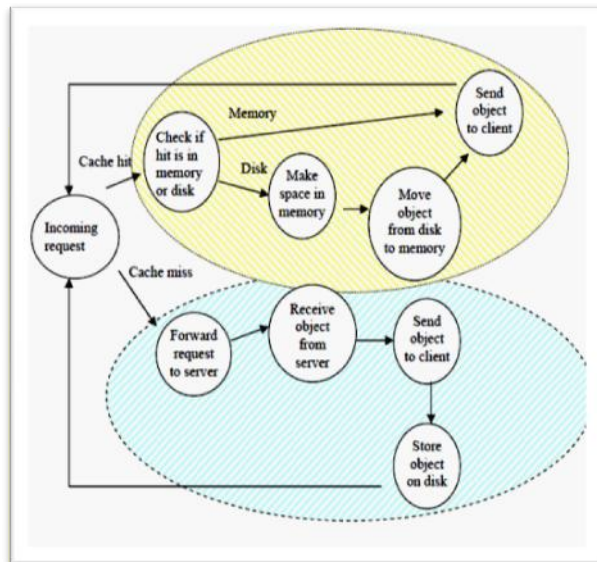 Send
object
to client
Memory
Check if
hit is in
memory
or disk
Cache hit
Disk
Make
space in
memory
Move
object
from disk
to memory
Incoming
request
Cache miss
Forward
request
to server
Receive
object
from
server
Send
object
to client
Store
object
on disk